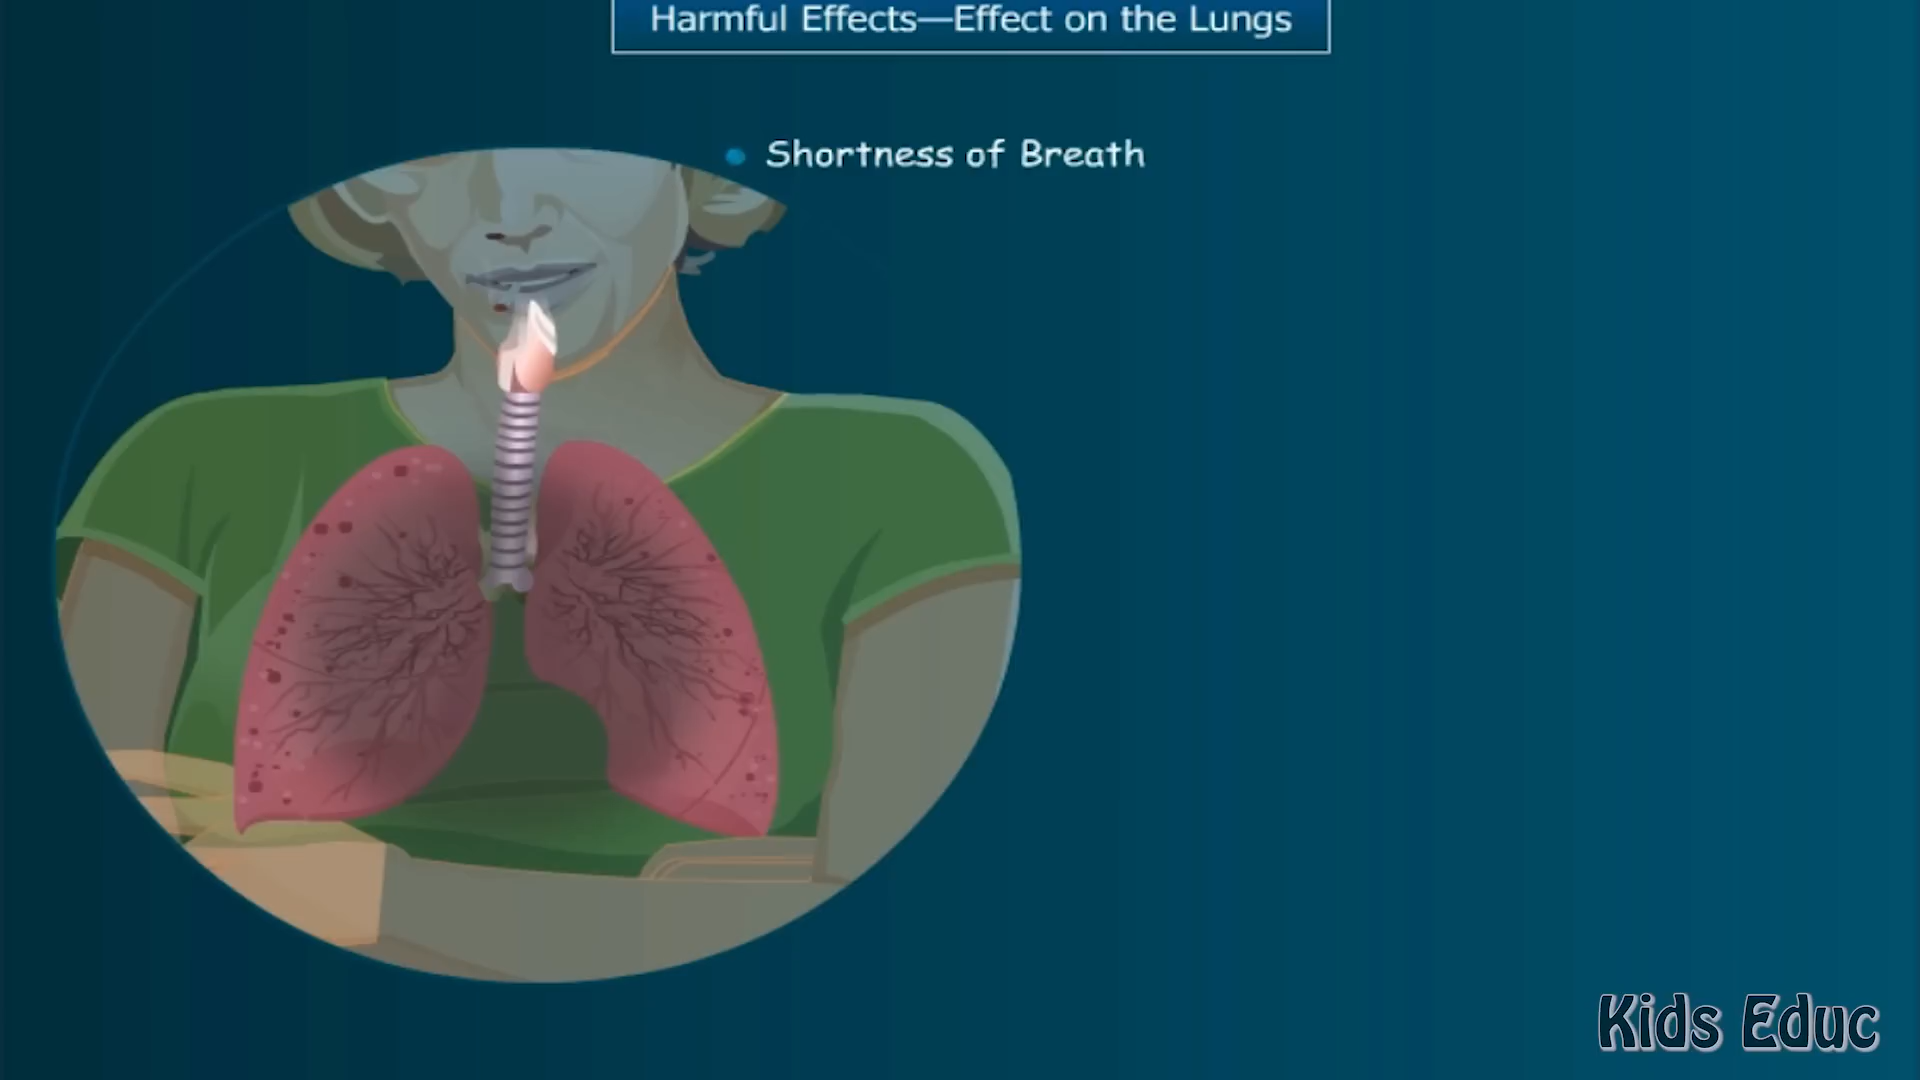 Harmful Effects—Effect on the Lungs
Shortness of Breath
Kids Educ